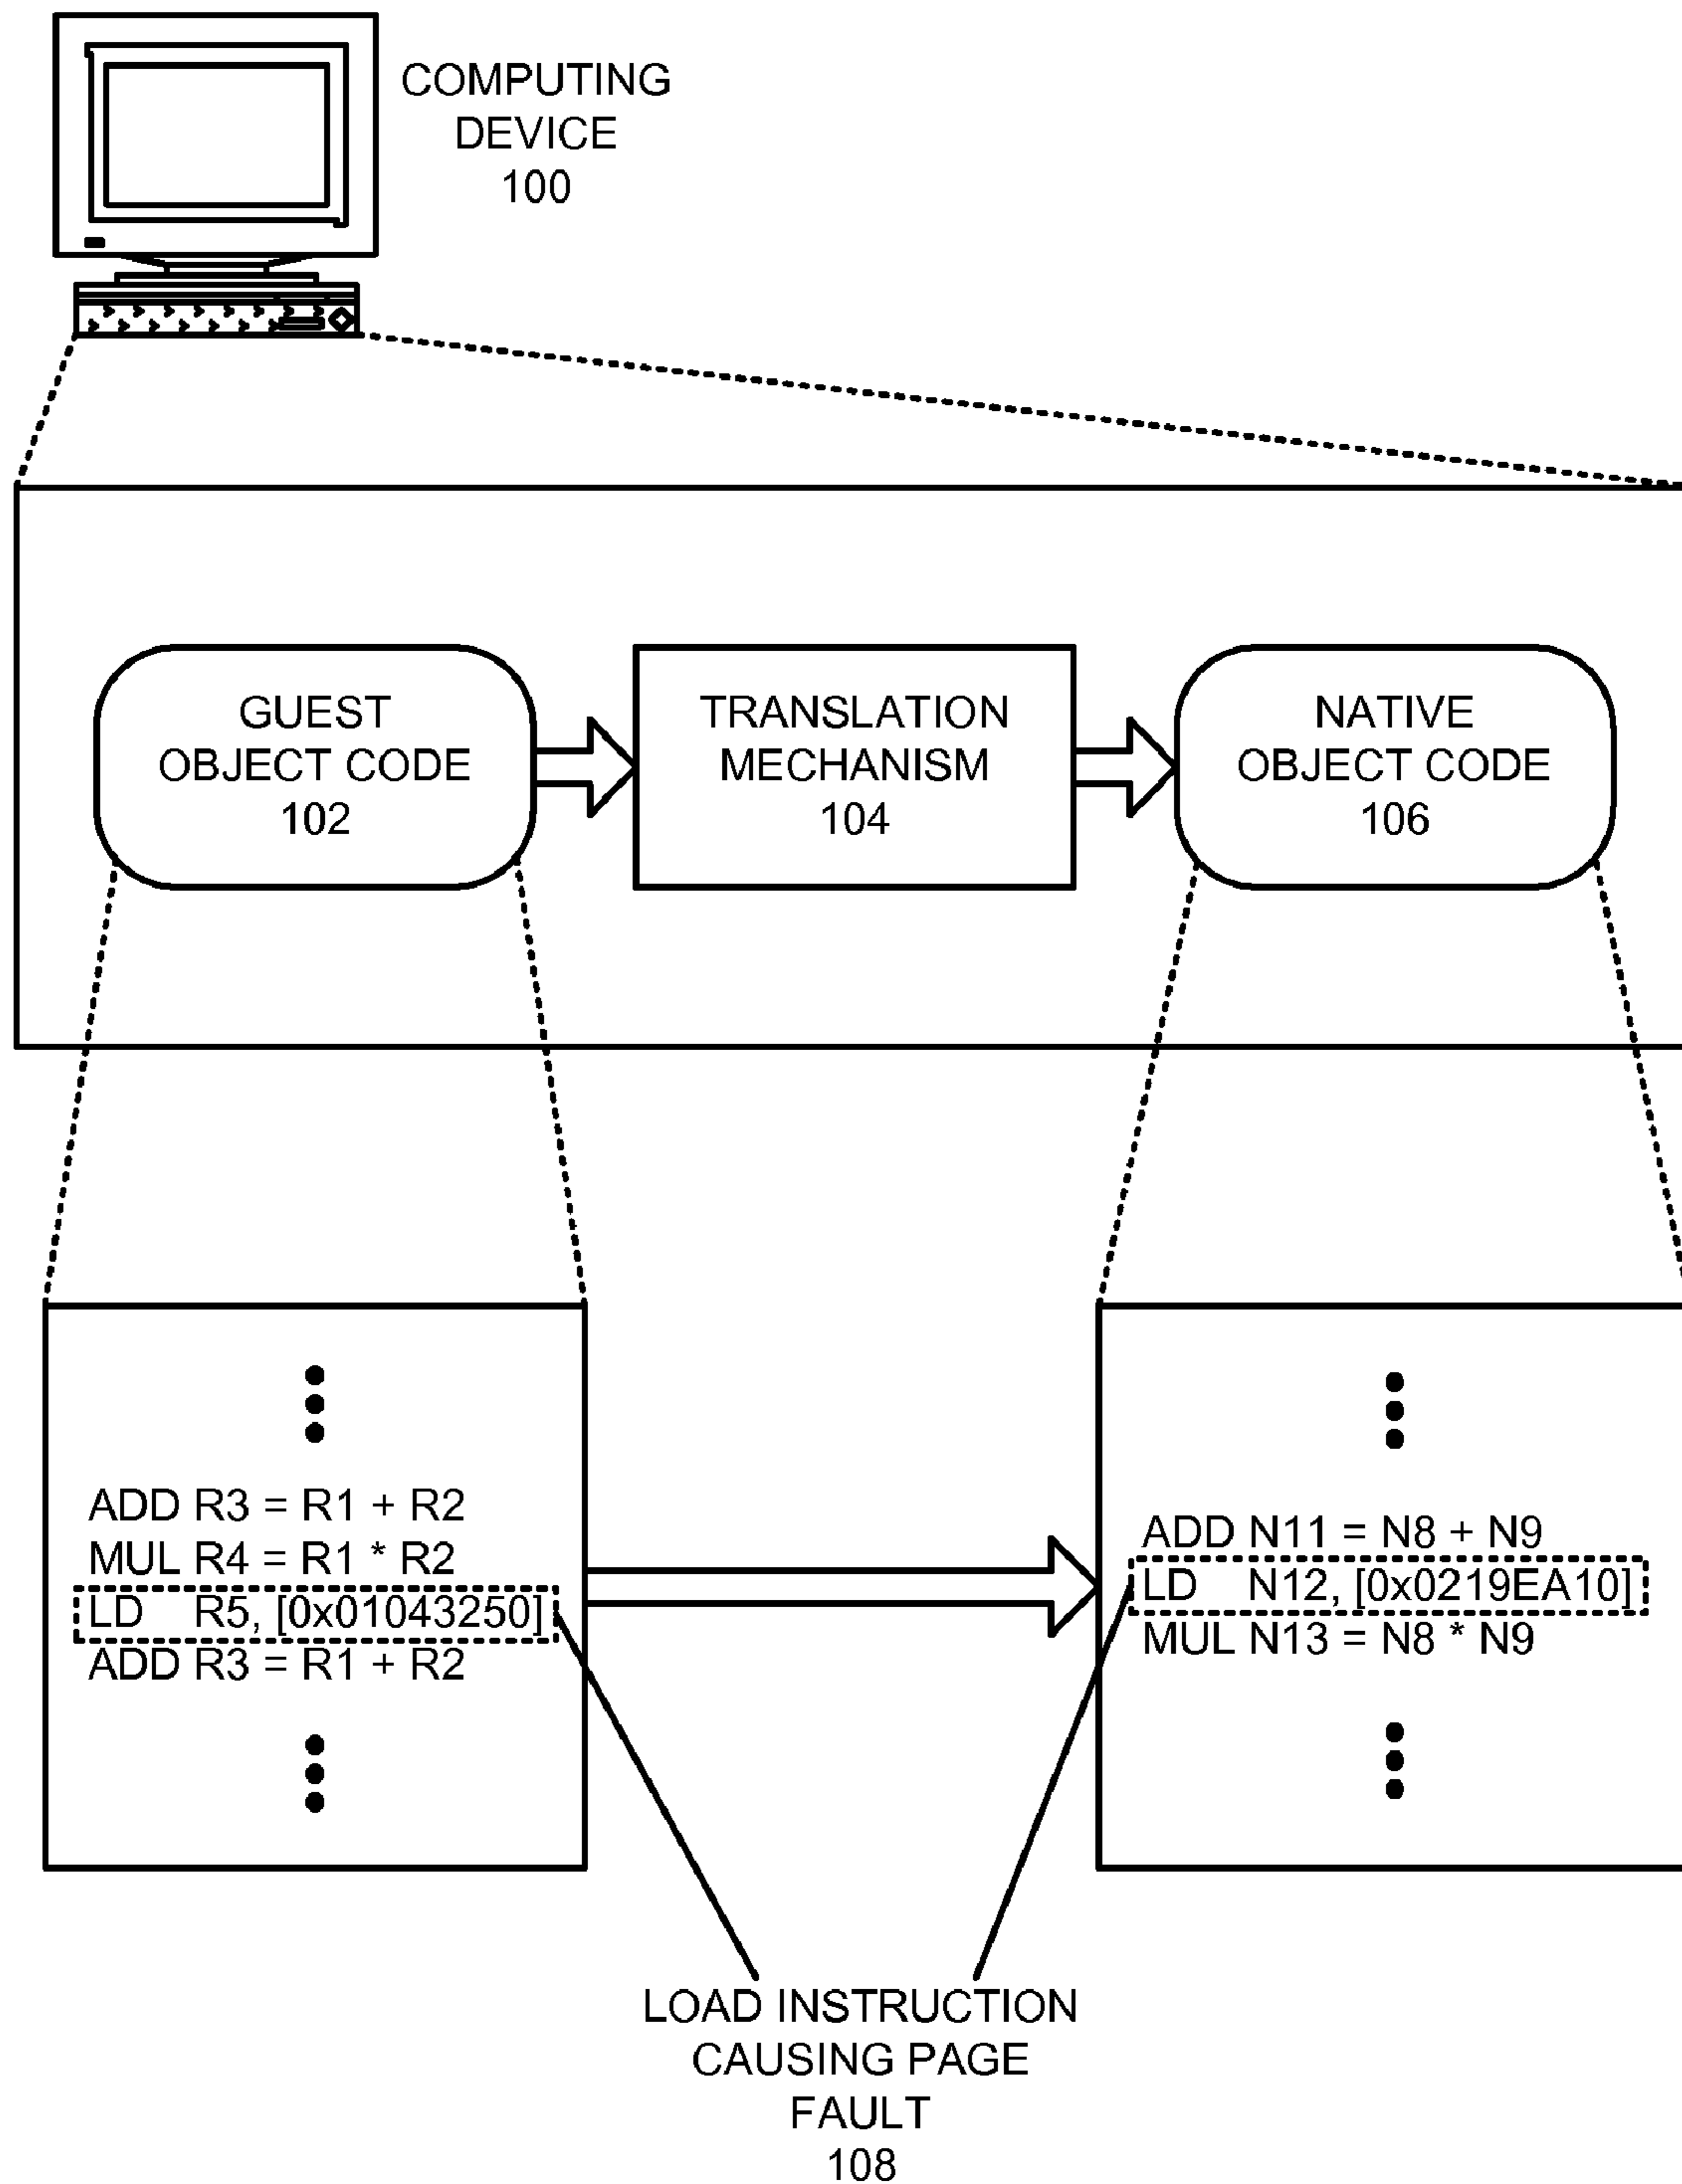 COMPUTING
DEVICE
100
GUEST
OBJECT CODE
102
TRANSLATION
MECHANISM
104
NATIVE
OBJECT CODE
106
ADD R3 = R1 + R2
MUL R4 = R1 * R2
LD R5, [0x01043250]
ADD R3 = R1 + R2
ADD N11 = N8 + N9
LD N12, [0x0219EA10]
MUL N13 = N8 * N9
LOAD INSTRUCTION
CAUSING PAGE
FAULT
108